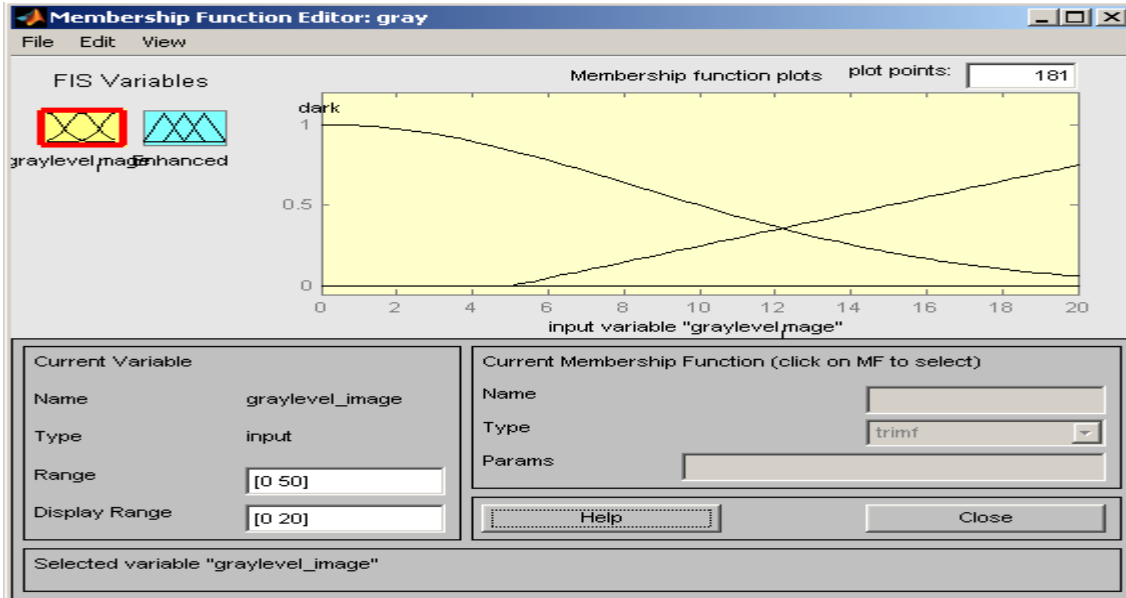 Membership Function Editor: gray
File Edit View
FIS Variables
Membership function plots plot points: 181
graylevelImage Enhanced
dark
1
0.5
0
0 2 4 6 8 10 12 14 16 18 20
input variable "graylevelImage"
Current Variable
Name graylevel_image
Type input
Range [0 50]
Display Range [0 20]
Current Membership Function (click on MF to select)
Name
Type trimf
Params
Help Close
Selected variable "graylevel_image"